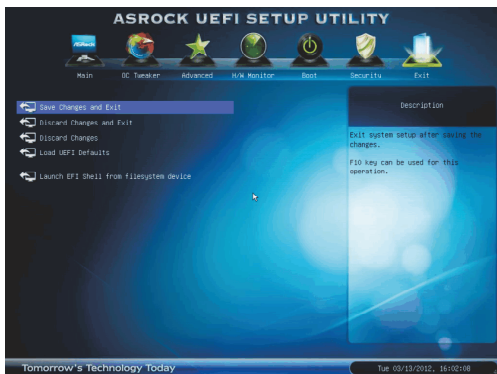 ASROCK UEFI SETUP UTILITY
ASRock
Main
OC Tweaker
Advanced
H/W Monitor
Boot
Security
Exit
Save Changes and Exit
Discard Changes and Exit
Discard Changes
Load UEFI Defaults
Launch EFI Shell from filesystem device
Description
Exit system setup after saving the
changes.
F10 key can be used for this
operation.
Tomorrow's Technology Today
Tue 03/13/2012, 16:02:08